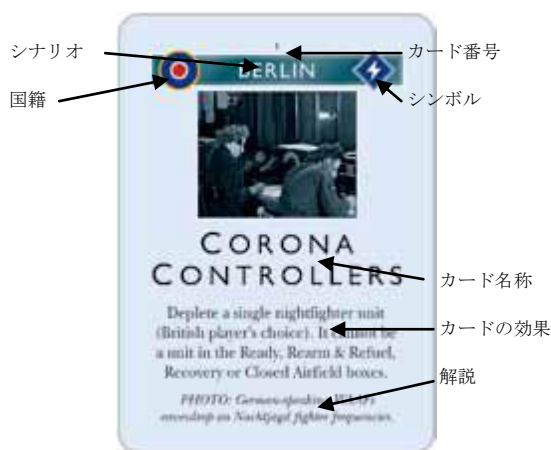 シナリオ
カード番号
BERLIN
国籍
シンボル
CORONA
CONTROLLERS
カード名称
Deplete a single nightfighter unit
(British player's choice). It cannot be
a unit in the Ready, Rearm & Refuel,
Recovery or Closed Airfield boxes.
カードの効果
解説
PHOTO: German-speaking WAAFs
eavesdrop on Nachtjagd fighter frequencies.